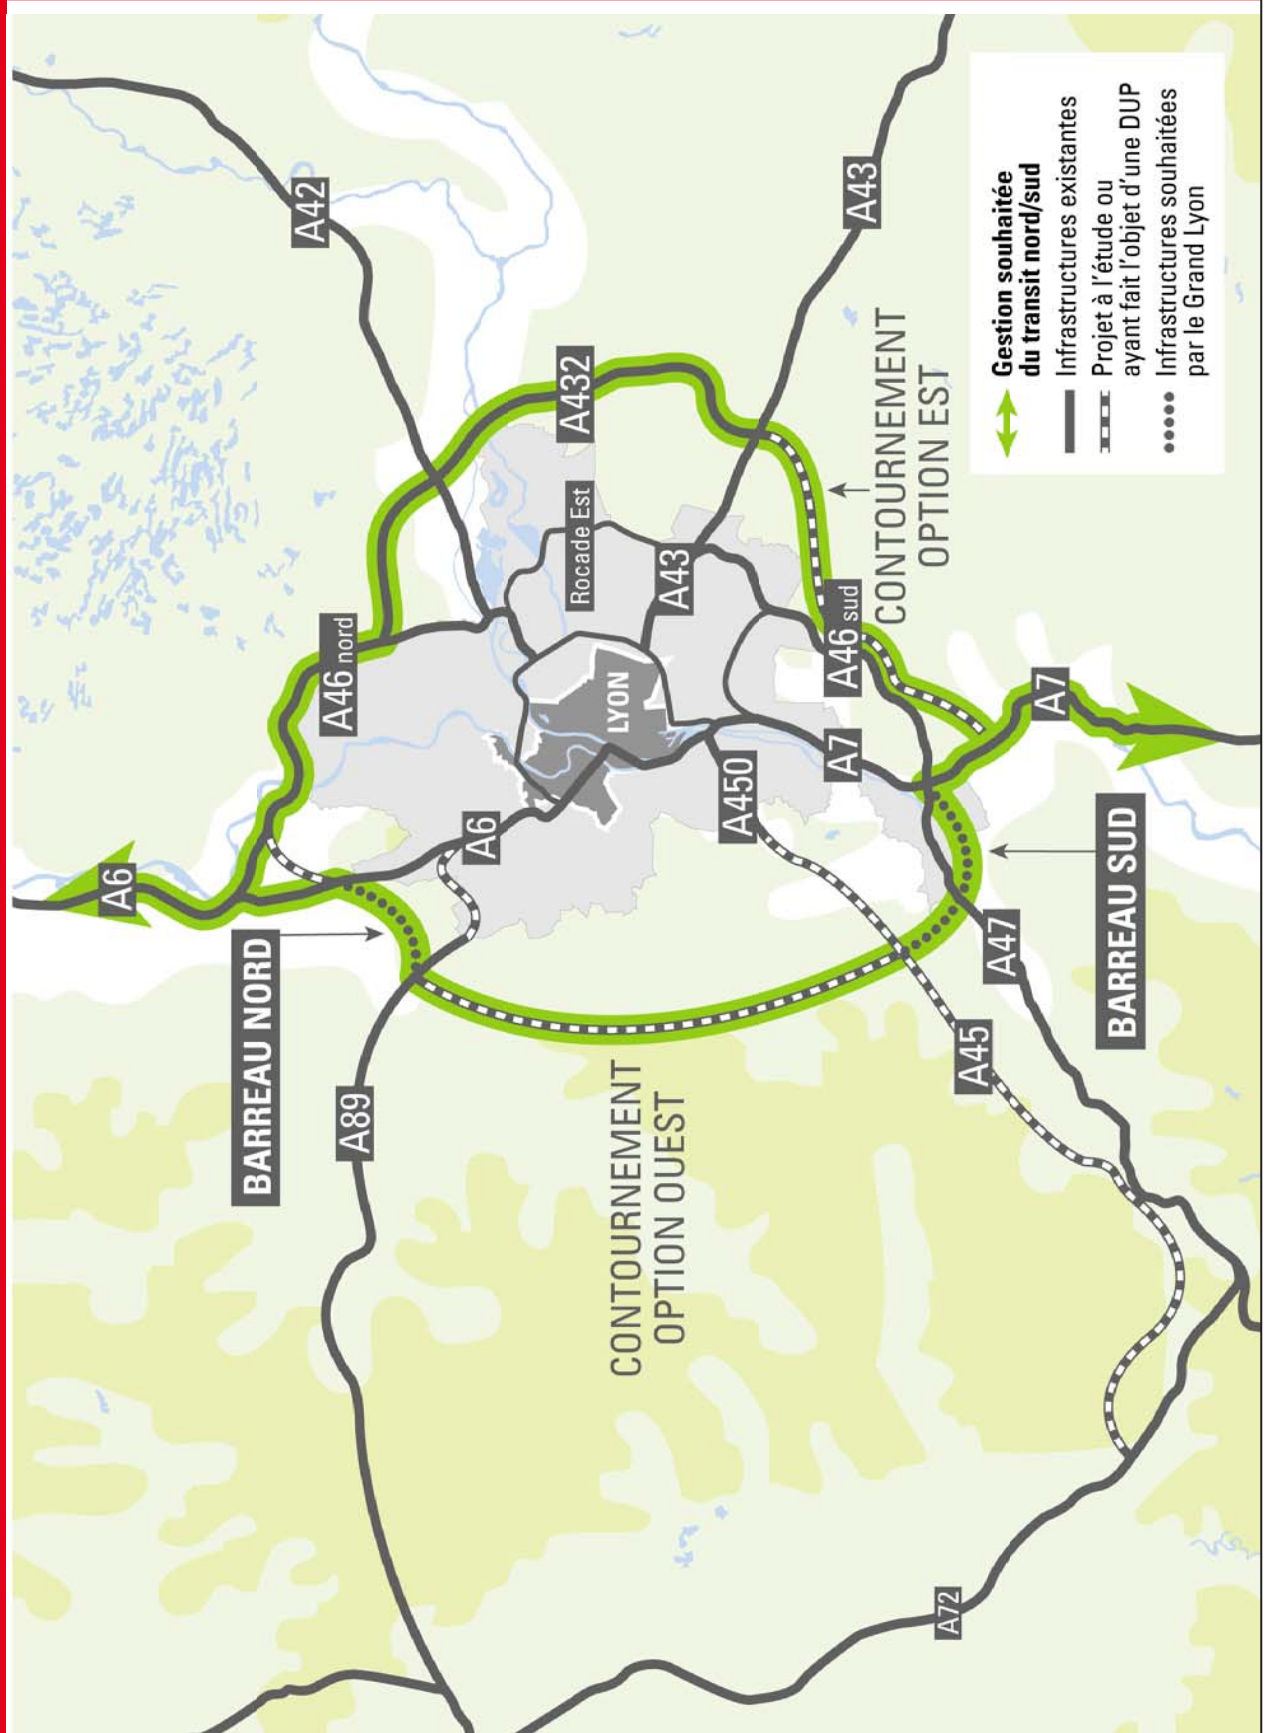 A6
A46 nord
A42
A432
Rocade Est
A43
A43
LYON
A6
BARREAU NORD
A89
CONTOURNEMENT
OPTION OUEST
A450
A7
A46 sud
CONTOURNEMENT
OPTION EST
A7
A47
A45
BARREAU SUD
A72
Gestion souhaitée
du transit nord/sud
Infrastructures existantes
Projet à l'étude ou
ayant fait l'objet d'une DUP
Infrastructures souhaitées
par le Grand Lyon